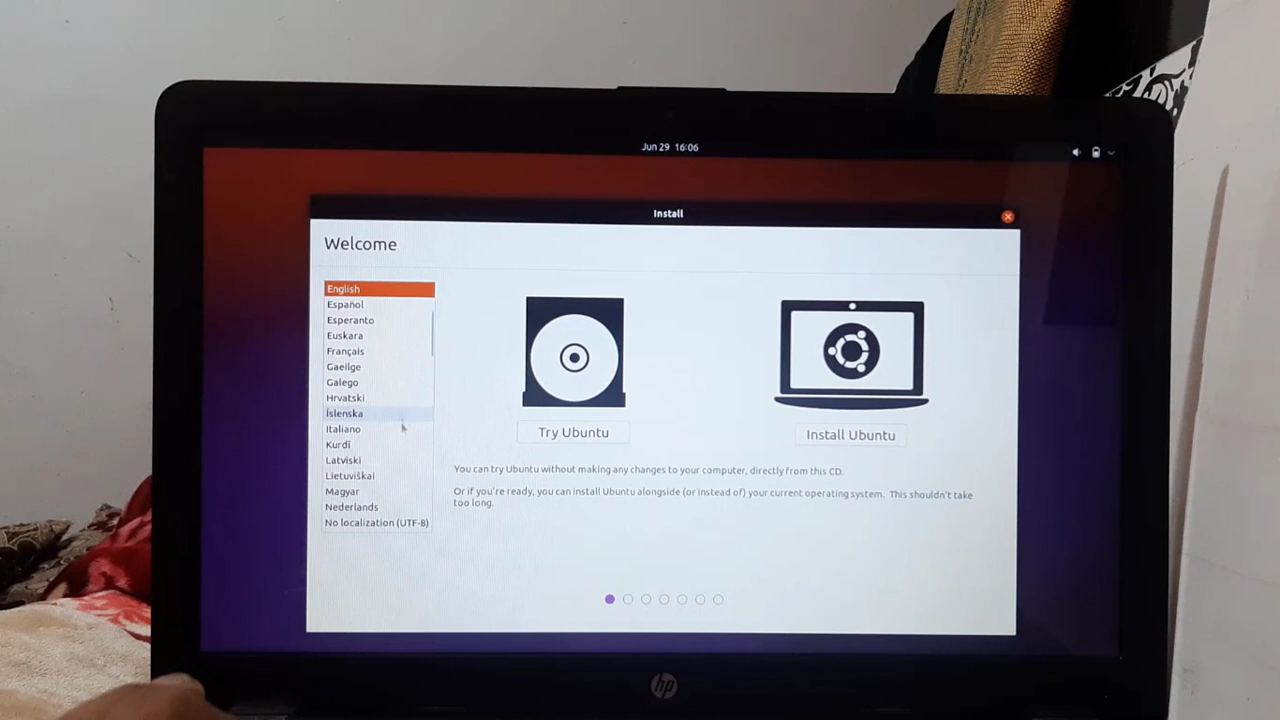 Jun 29 16:06
Install
Welcome
English
Español
Esperanto
Euskara
Français
Gaeilge
Galego
Hrvatski
Íslenska
Italiano
Kurdî
Latviski
Lietuviškai
Magyar
Nederlands
No localization (UTF-8)
Try Ubuntu
Install Ubuntu
You can try Ubuntu without making any changes to your computer, directly from this CD.
Or if you're ready, you can install Ubuntu alongside (or instead of) your current operating system. This shouldn't take
too long.
hp